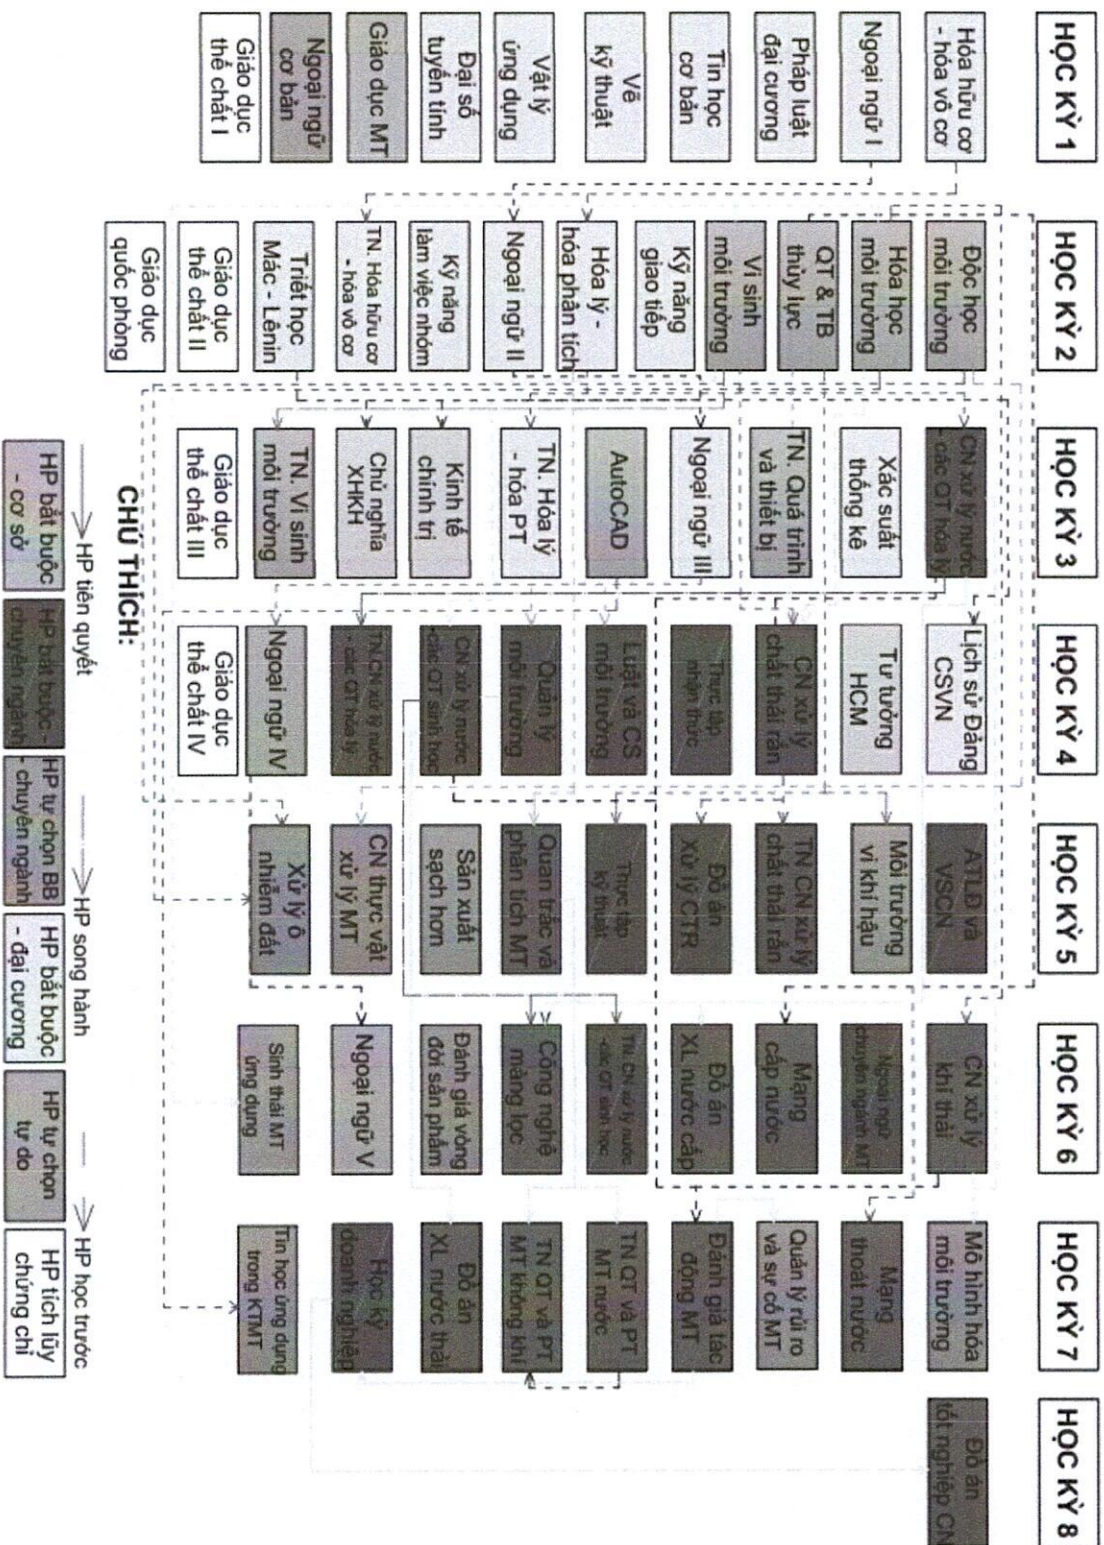 HỌC KỲ 1
Hóa hữu cơ
- hóa vô cơ
Ngoại ngữ I
Pháp luật
đại cương
Tin học
cơ bản
Vẽ
kỹ thuật
Vật lý
ứng dụng
Đại số
tuyến tính
Giáo dục MT
Ngoại ngữ
cơ bản
Giáo dục
thể chất I
HỌC KỲ 2
Độc học
môi trường
Hóa học
môi trường
QT & TB
thủy lực
Vi sinh
môi trường
Kỹ năng
giao tiếp
Hóa lý -
hóa phân tích
Ngoại ngữ II
Kỹ năng
làm việc nhóm
TN. Hóa hữu cơ
- hóa vô cơ
Triết học
Mác - Lênin
Giáo dục
thể chất II
Giáo dục
quốc phòng
HỌC KỲ 3
CN xử lý nước
- các QT hóa lý
Xác suất
thống kê
TN. Quá trình
và thiết bị
Ngoại ngữ III
AutoCAD
TN. Hóa lý
- hóa PT
Kinh tế
chính trị
Chủ nghĩa
XHKH
TN. Vi sinh
môi trường
Giáo dục
thể chất III
HỌC KỲ 4
Lịch sử Đảng
CSVN
Tư tưởng
HCM
CN xử lý
chất thải rắn
Thực tập
nhận thức
Luật và CS
môi trường
Quản lý
môi trường
CN xử lý nước
-các QT sinh học
TN.CN xử lý nước
- các QT hóa lý
Ngoại ngữ IV
Giáo dục
thể chất IV
HỌC KỲ 5
ATLĐ và
VSCN
Môi trường
vi khí hậu
TN CN xử lý
chất thải rắn
Đồ án
Xử lý CTR
Thực tập
kỹ thuật
Quan trắc và
phân tích MT
Sản xuất
sạch hơn
CN thực vật
xử lý MT
Xử lý ô
nhiễm đất
HỌC KỲ 6
CN xử lý
khí thải
Ngoại ngữ
chuyên ngành MT
Mạng
cấp nước
Đồ án
XL nước cấp
TN. CN xử lý nước
-các QT sinh học
Công nghệ
màng lọc
Đánh giá vòng
đời sản phẩm
Ngoại ngữ V
Sinh thái MT
ứng dụng
HỌC KỲ 7
Mô hình hóa
môi trường
Mạng
thoát nước
Quản lý rủi ro
và sự cố MT
Đánh giá tác
động MT
TN QT và PT
MT nước
TN QT và PT
MT không khí
Đồ án
XL nước thải
Học kỳ
doanh nghiệp
Tin học ứng dụng
trong KTMT
HỌC KỲ 8
Đồ án
tốt nghiệp CN
CHÚ THÍCH:
HP tiên quyết
HP song hành
HP học trước
HP bắt buộc
- cơ sở
HP bắt buộc -
chuyên ngành
HP tự chọn BB
- chuyên ngành
HP bắt buộc
- đại cương
HP tự chọn
tự do
HP tích lũy
chứng chỉ